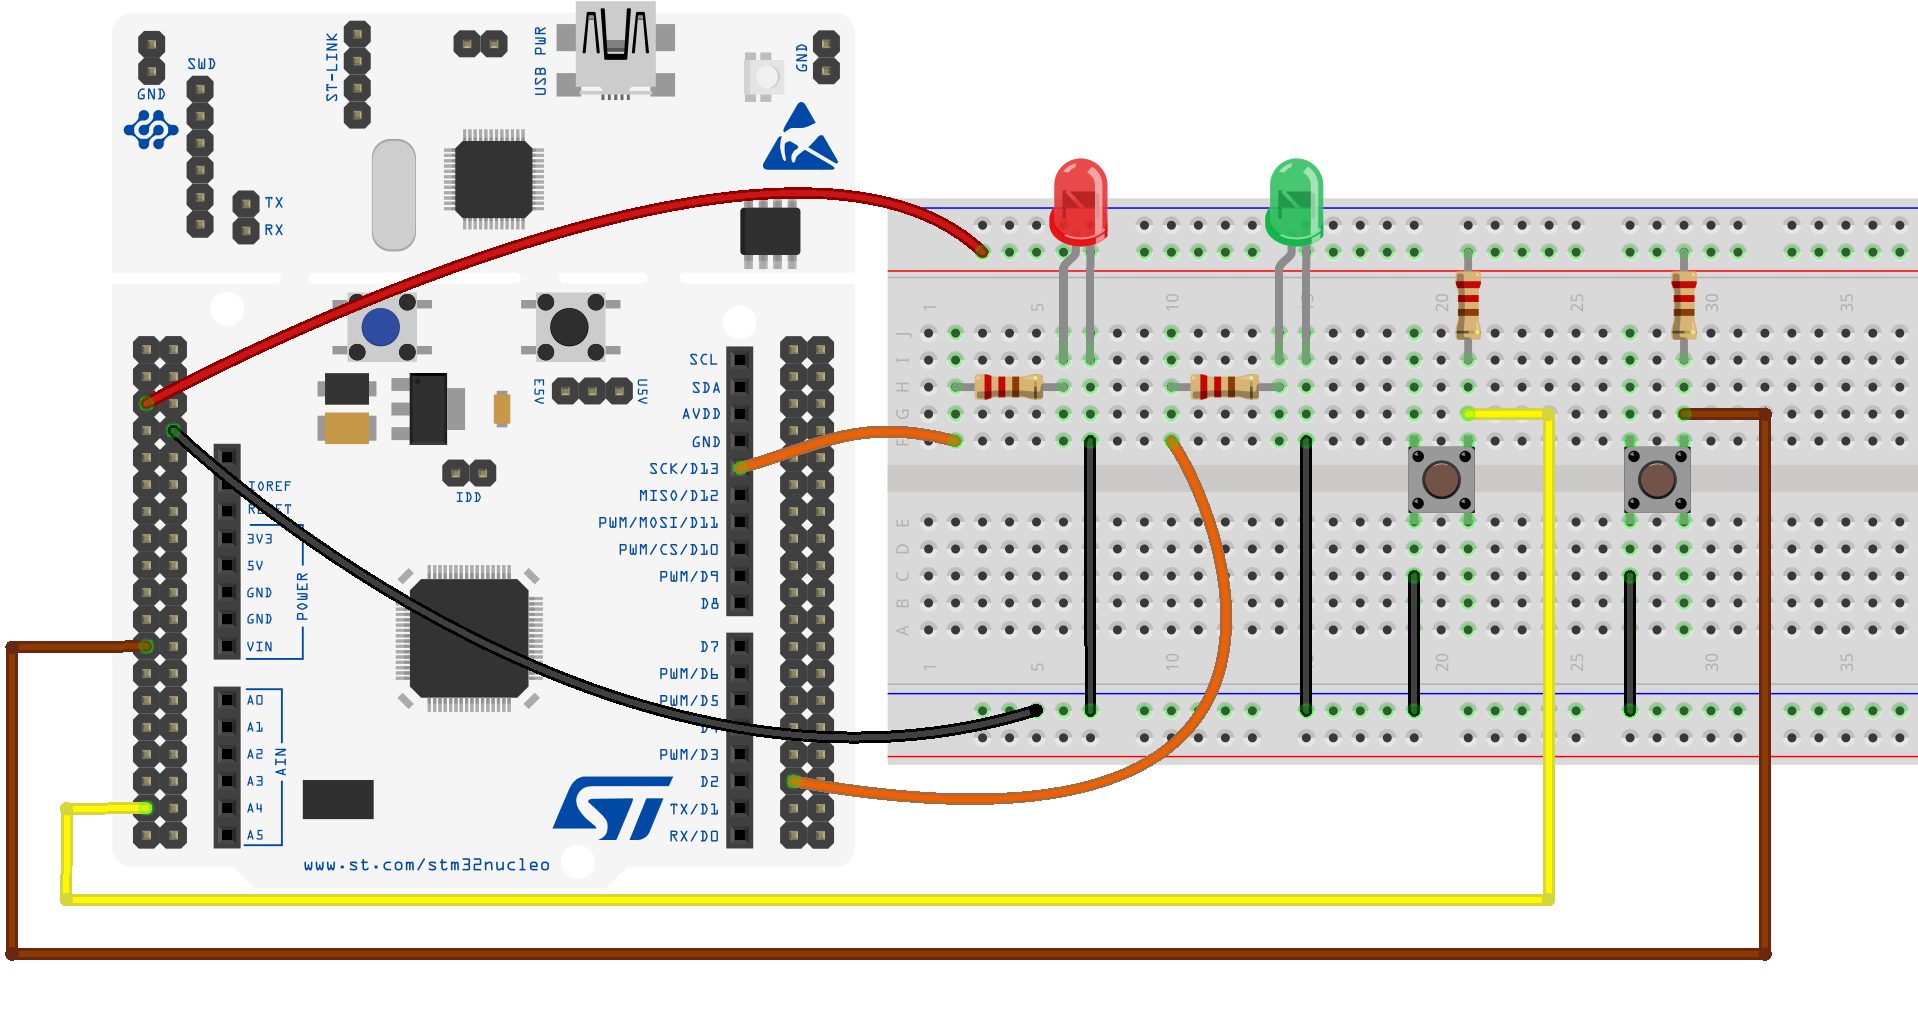 SWD
GND
ST-LINK
USB PWR
GND
TX
RX
E5V
U5V
IDD
IOREF
RESET
3V3
5V
GND
GND
VIN
POWER
A0
A1
A2
A3
A4
A5
AIN
SCL
SDA
AVDD
GND
SCK/D13
MISO/D12
PWM/MOSI/D11
PWM/CS/D10
PWM/D9
D8
D7
PWM/D6
PWM/D5
D4
PWM/D3
D2
TX/D1
RX/D0
ST
www.st.com/stm32nucleo
1 5 10 15 20 25 30 35
J
I
H
G
F
E
D
C
B
A
1 5 10 20 25 30 35